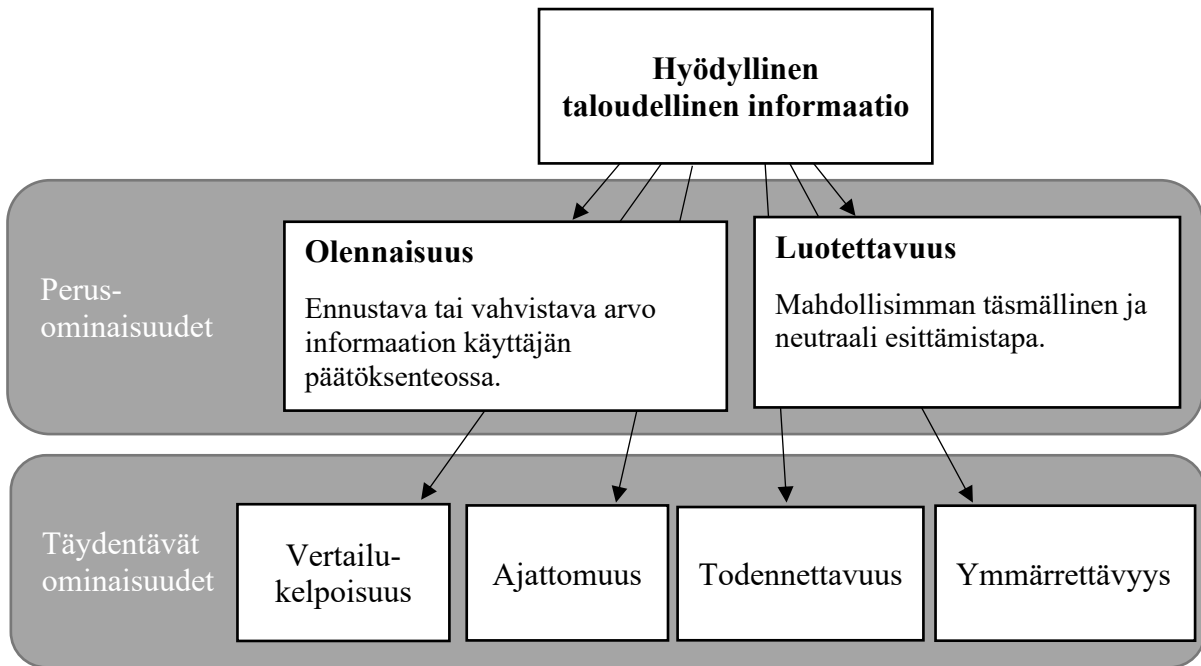 Hyödyllinen
taloudellinen informaatio
Perus-
ominaisuudet
Olennaisuus
Ennustava tai vahvistava arvo
informaation käyttäjän
päätöksenteossa.
Luotettavuus
Mahdollisimman täsmällinen ja
neutraali esittämistapa.
Täydentävät
ominaisuudet
Vertailu-
kelpoisuus
Ajattomuus
Todennettavuus
Ymmärrettävyys